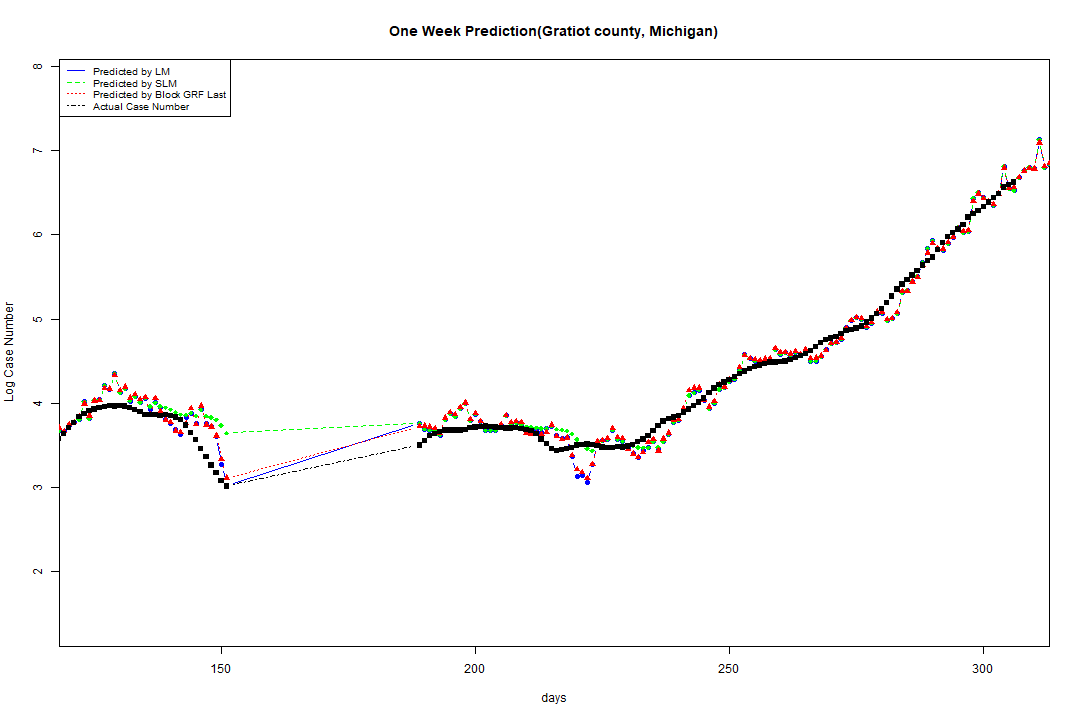 One Week Prediction(Gratiot county, Michigan)
8
Predicted by LM
Predicted by SLM
Predicted by Block GRF Last
Actual Case Number
7
6
5
4
3
2
Log Case Number
150 200 250 300
days